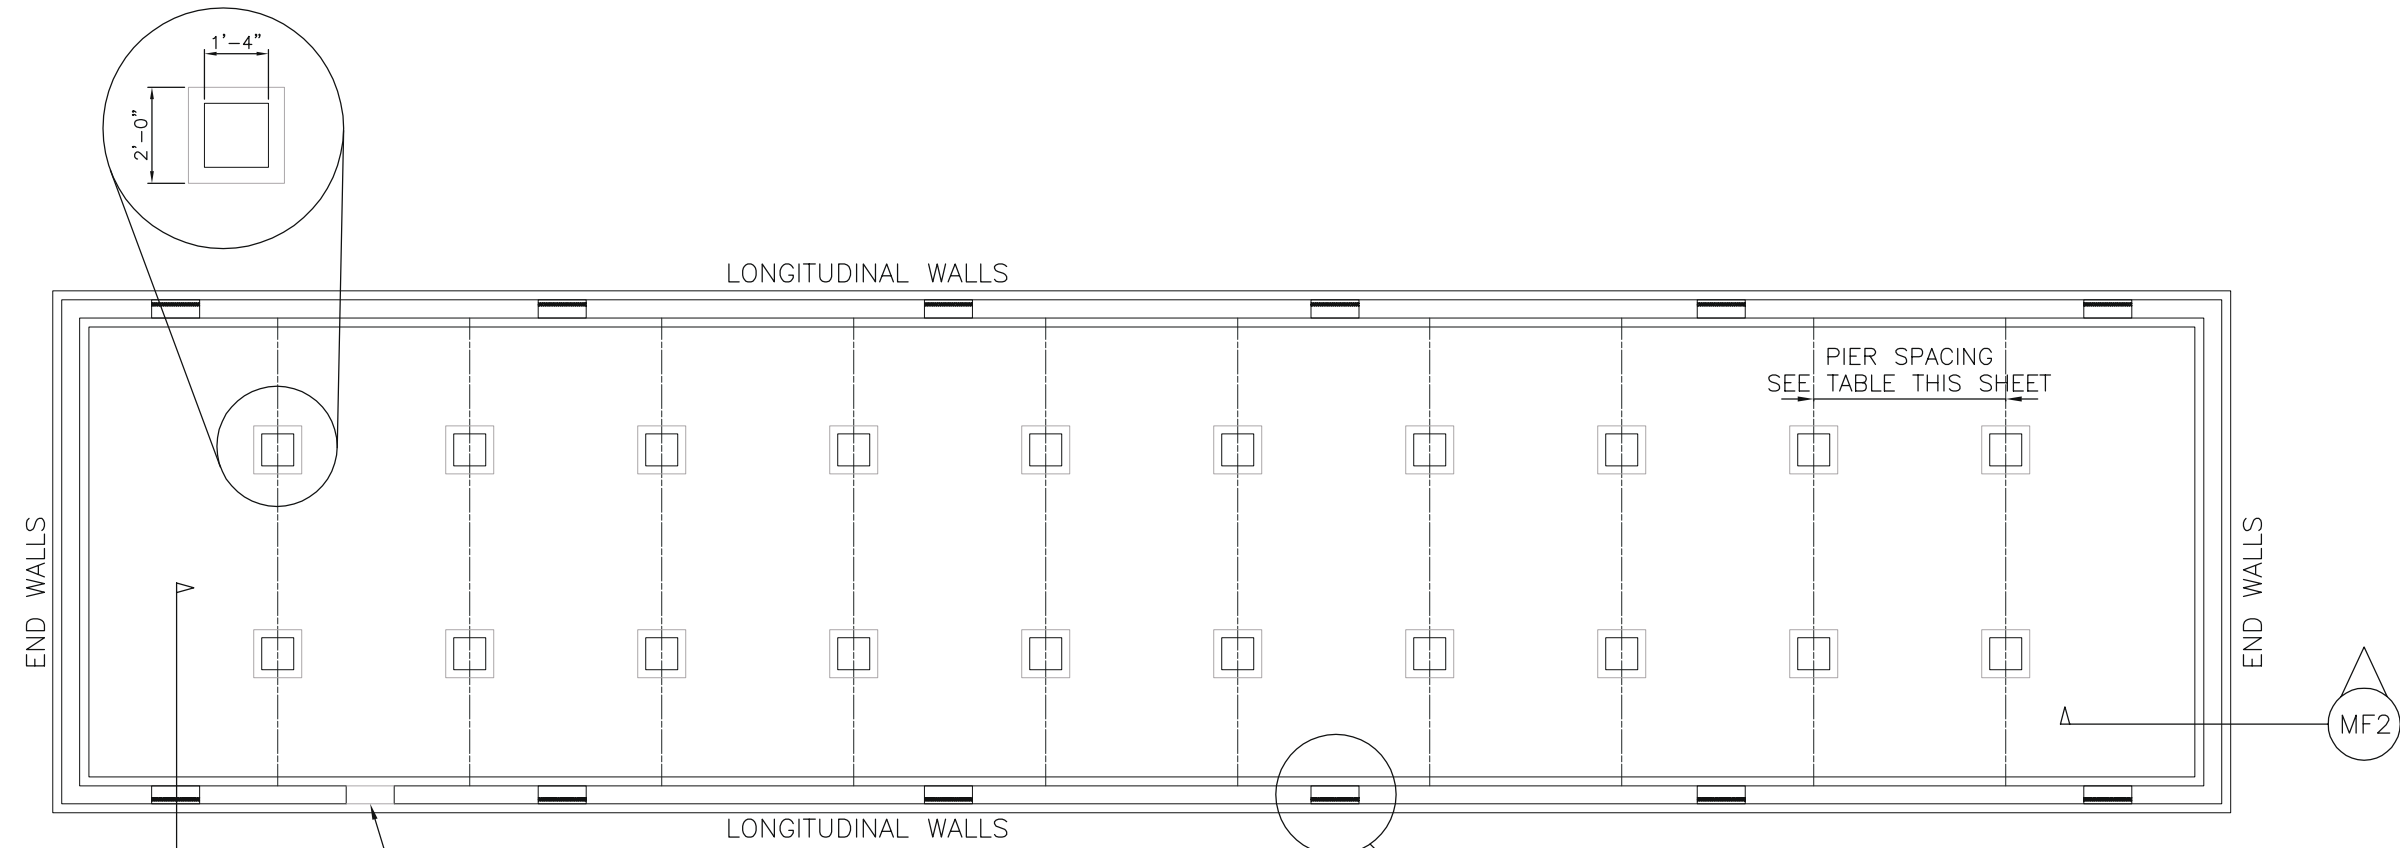 1'-4"
2'-0"
LONGITUDINAL WALLS
PIER SPACING
SEE TABLE THIS SHEET
END WALLS
END WALLS
MF2
LONGITUDINAL WALLS